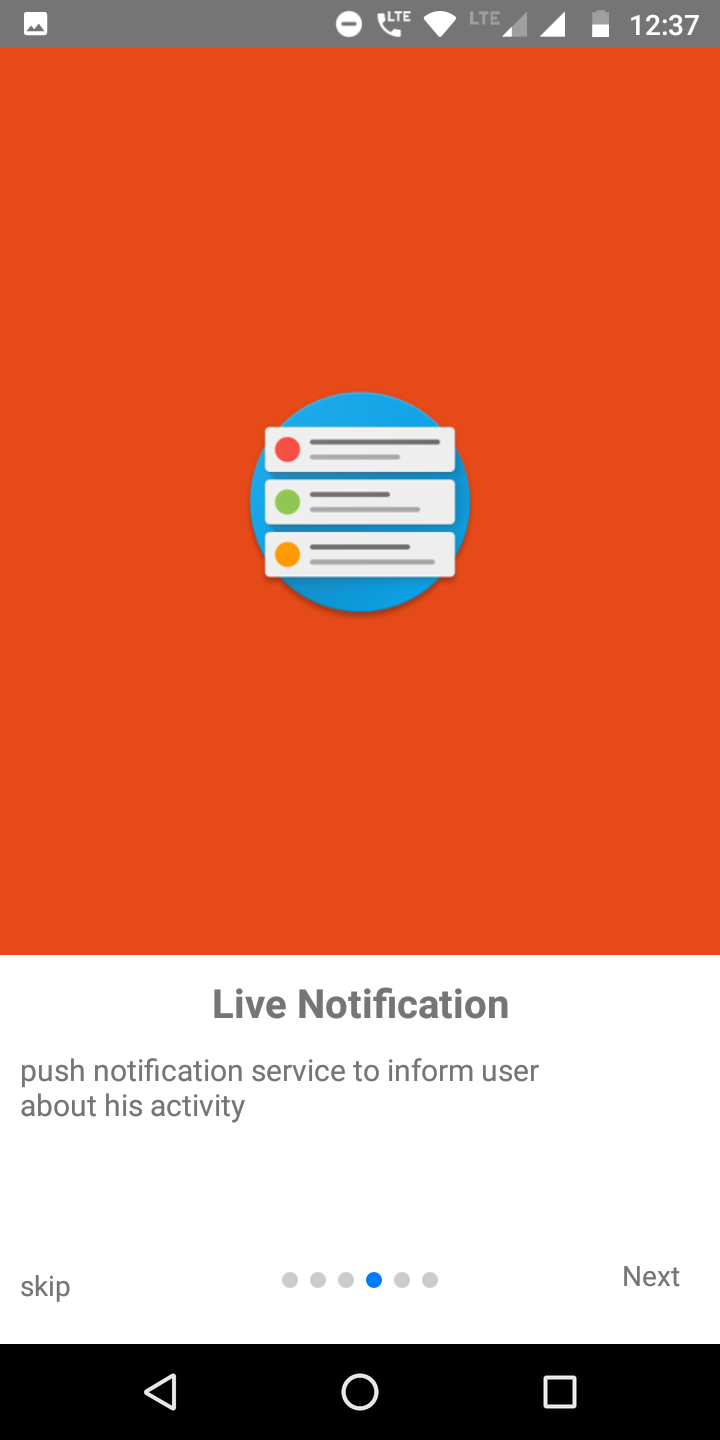 LTE LTE 12:37
Live Notification
push notification service to inform user
about his activity
skip
Next